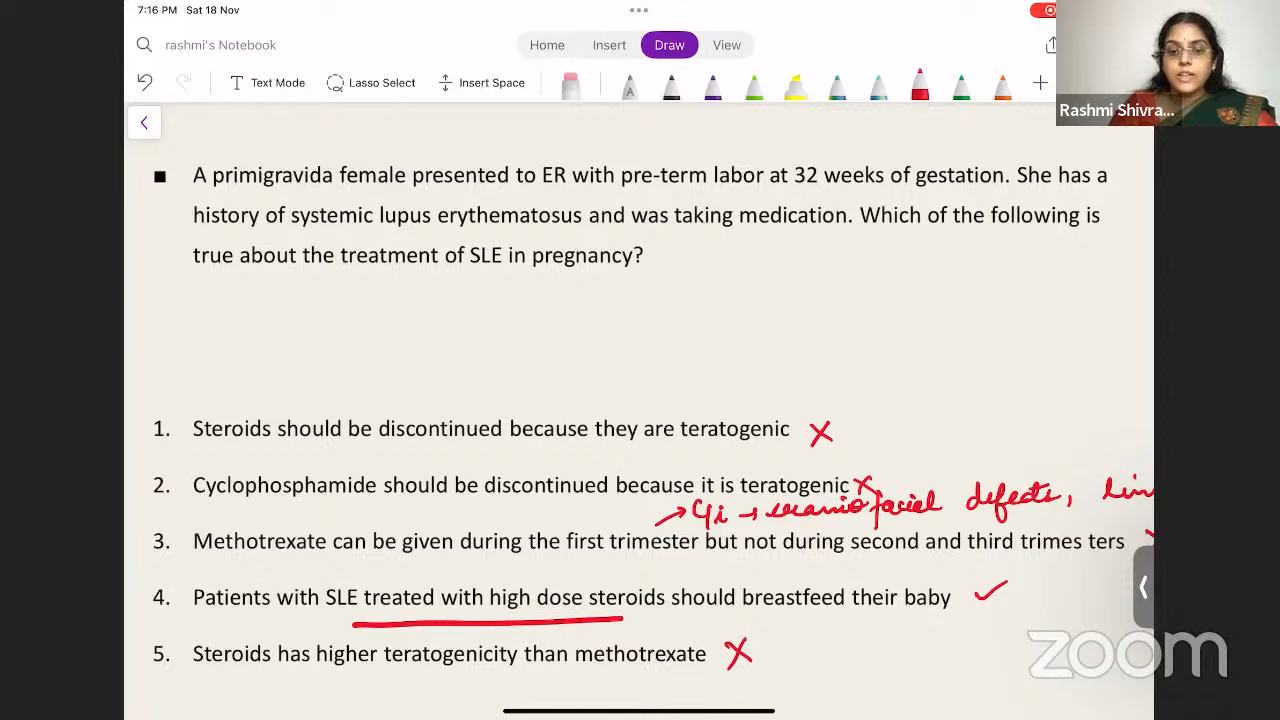 7:16 PM Sat 18 Nov
rashmi's Notebook
Home Insert Draw View
Text Mode Lasso Select Insert Space
A
Rashmi Shivra...
■ A primigravida female presented to ER with pre-term labor at 32 weeks of gestation. She has a
history of systemic lupus erythematosus and was taking medication. Which of the following is
true about the treatment of SLE in pregnancy?
1. Steroids should be discontinued because they are teratogenic
2. Cyclophosphamide should be discontinued because it is teratogenic
→ craniofacial defects,
3. Methotrexate can be given during the first trimester but not during second and third trimes ters
4. Patients with SLE treated with high dose steroids should breastfeed their baby
5. Steroids has higher teratogenicity than methotrexate
zoom